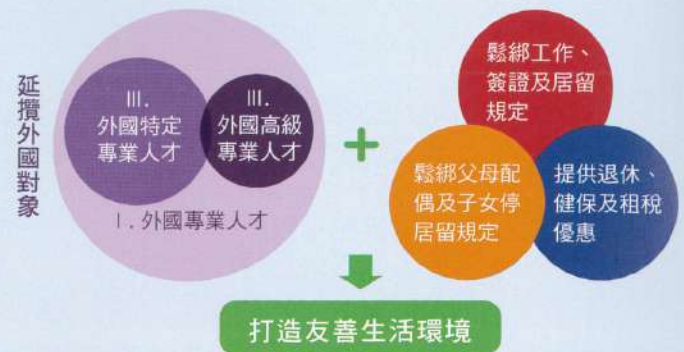 延攬外國對象
III.
外國特定
專業人才
III.
外國高級
專業人才
I. 外國專業人才
+
鬆綁工作、
簽證及居留
規定
鬆綁父母配
偶及子女停
居留規定
提供退休、
健保及租稅
優惠
打造友善生活環境